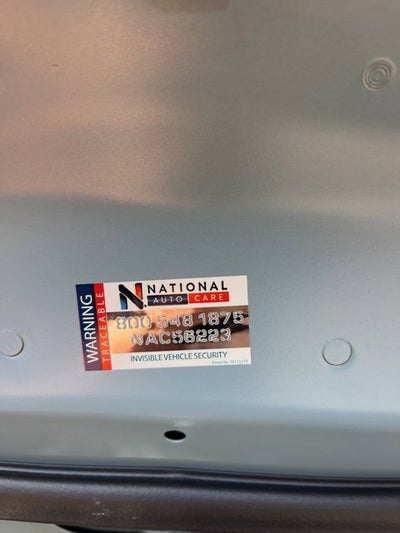 WARNING
TRACEABLE
N. NATIONAL
AUTO CARE
800 548 1875
NAC56223
INVISIBLE VEHICLE SECURITY